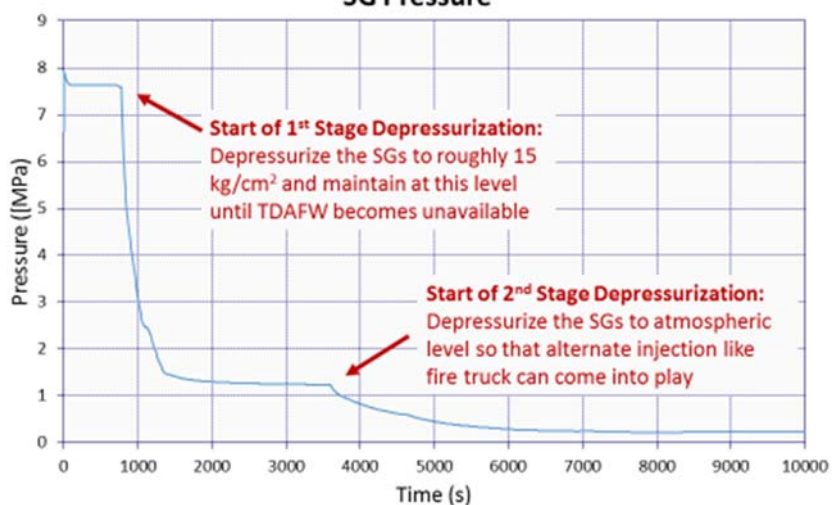 SG Pressure
9
8
7
6
5
4
3
2
1
0
Pressure ([MPa)
Start of 1st Stage Depressurization:
Depressurize the SGs to roughly 15
kg/cm2 and maintain at this level
until TDAFW becomes unavailable
Start of 2nd Stage Depressurization:
Depressurize the SGs to atmospheric
level so that alternate injection like
fire truck can come into play
0 1000 2000 3000 4000 5000 6000 7000 8000 9000 10000
Time (s)